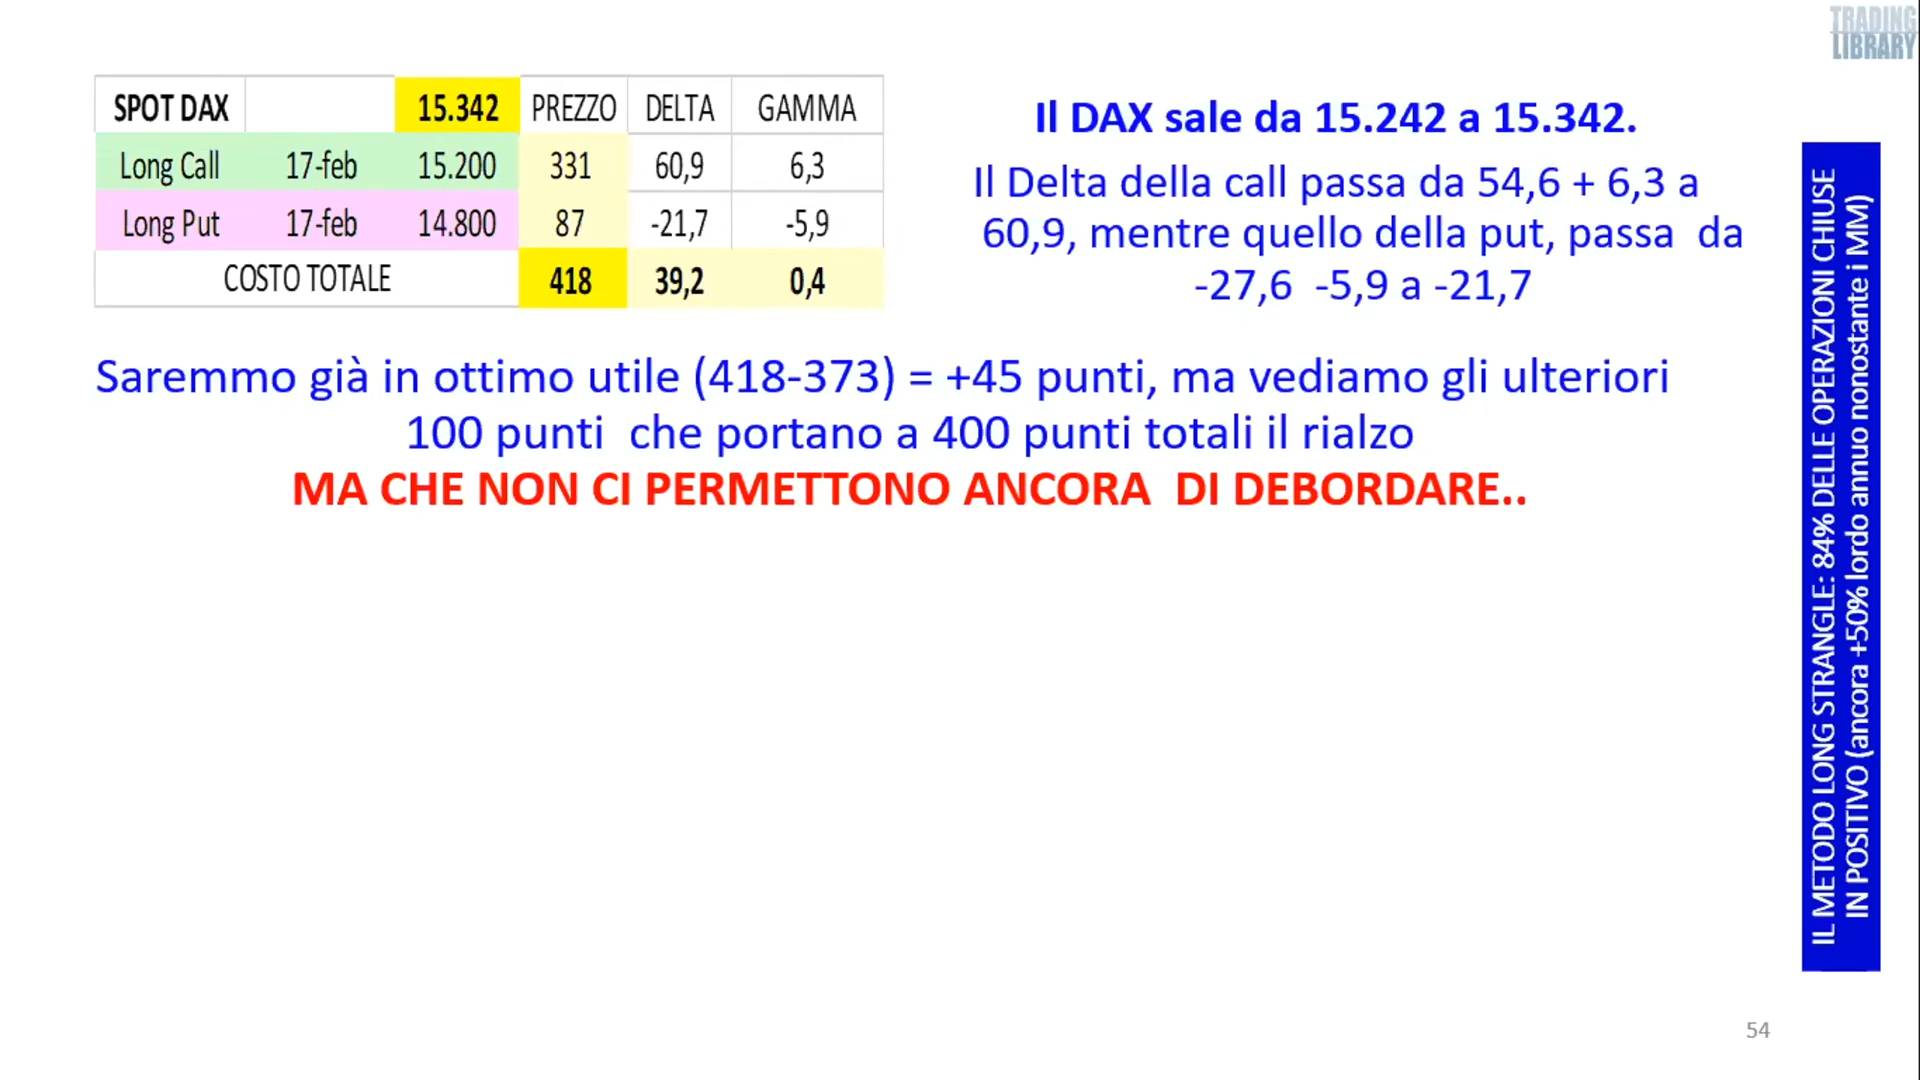 TRADING
LIBRARY
SPOT DAX 15.342 PREZZO DELTA GAMMA
Long Call 17-feb 15.200 331 60,9 6,3
Long Put 17-feb 14.800 87 -21,7 -5,9
COSTO TOTALE 418 39,2 0,4
Il DAX sale da 15.242 a 15.342.
Il Delta della call passa da 54,6 + 6,3 a
60,9, mentre quello della put, passa da
-27,6 -5,9 a -21,7
Saremmo già in ottimo utile (418-373) = +45 punti, ma vediamo gli ulteriori
100 punti che portano a 400 punti totali il rialzo
MA CHE NON CI PERMETTONO ANCORA DI DEBORDARE..
IL METODO LONG STRANGLE: 84% DELLE OPERAZIONI CHIUSE
IN POSITIVO (ancora +50% lordo annuo nonostante i MM)
54